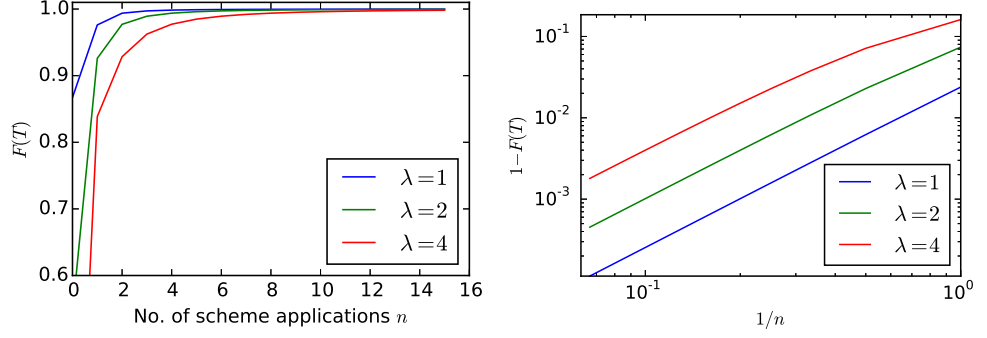 1.0
0.9
0.8
0.7
0.6
F(T)
λ=1
λ=2
λ=4
0 2 4 6 8 10 12 14 16
No. of scheme applications n
10⁻¹
10⁻²
10⁻³
1−F(T)
λ=1
λ=2
λ=4
10⁻¹ 10⁰
1/n